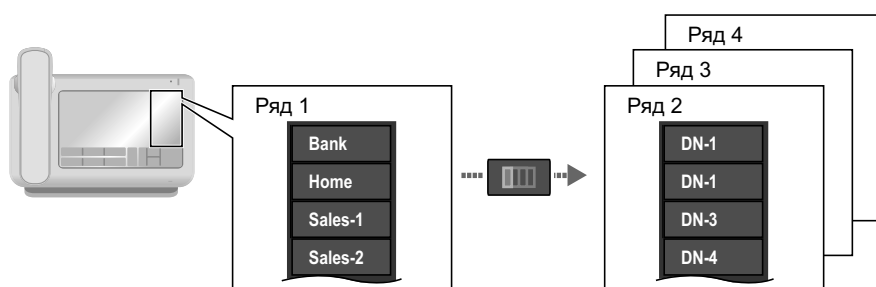 Ряд 4
Ряд 3
Ряд 1
Ряд 2
Bank
Home
Sales-1
Sales-2
DN-1
DN-1
DN-3
DN-4